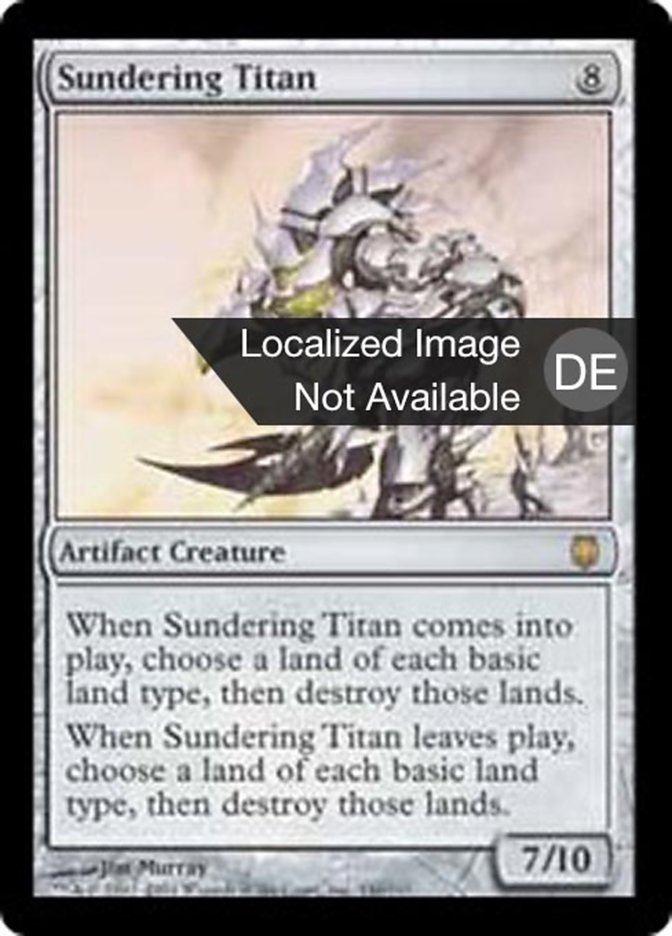 Sundering Titan 8
Localized Image
Not Available
DE
Artifact Creature
When Sundering Titan comes into
play, choose a land of each basic
land type, then destroy those lands.
When Sundering Titan leaves play,
choose a land of each basic land
type, then destroy those lands.
7/10
Jim Murray